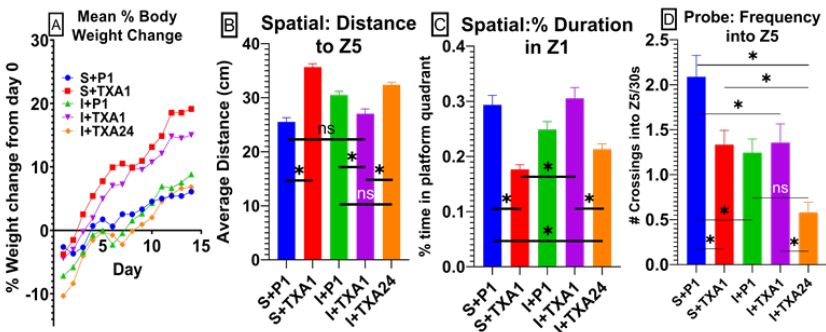 A
Mean % Body
Weight Change
% Weight change from day 0
30
20
10
0
-10
S+P1
S+TXA1
I+P1
I+TXA1
I+TXA24
5
10
15
Day
B
Spatial: Distance
to Z5
Average Distance (cm)
40
30
20
10
0
ns
*
*
*
ns
S+P1
S+TXA1
I+P1
I+TXA1
I+TXA24
C
Spatial:% Duration
in Z1
% time in platform quadrant
0.4
0.3
0.2
0.1
0.0
*
*
*
*
S+P1
S+TXA1
I+P1
I+TXA1
I+TXA24
D
Probe: Frequency
into Z5
# Crossings into Z5/30s
2.5
2.0
1.5
1.0
0.5
0.0
*
*
*
ns
*
*
*
S+P1
S+TXA1
I+P1
I+TXA1
I+TXA24